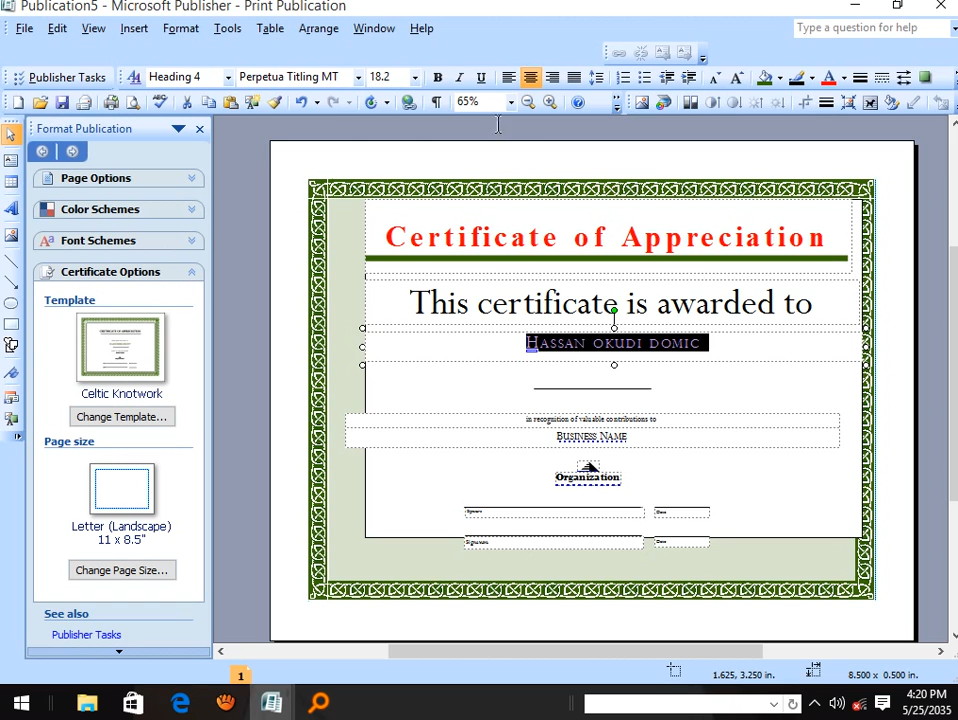 Publication5 - Microsoft Publisher - Print Publication
File Edit View Insert Format Tools Table Arrange Window Help
Type a question for help
Publisher Tasks Heading 4 Perpetua Titling MT 18.2 B I U
65%
Format Publication
Page Options
Color Schemes
Font Schemes
Certificate Options
Template
Celtic Knotwork
Change Template...
Page size
Letter (Landscape)
11 x 8.5"
Change Page Size...
See also
Publisher Tasks
Certificate of Appreciation
This certificate is awarded to
HASSAN OKUDI DOMIC
in recognition of valuable contributions to
BUSINESS NAME
Organization
Signature
Date
1
1.625, 3.250 in.
8.500 x 0.500 in.
4:20 PM
5/25/2035